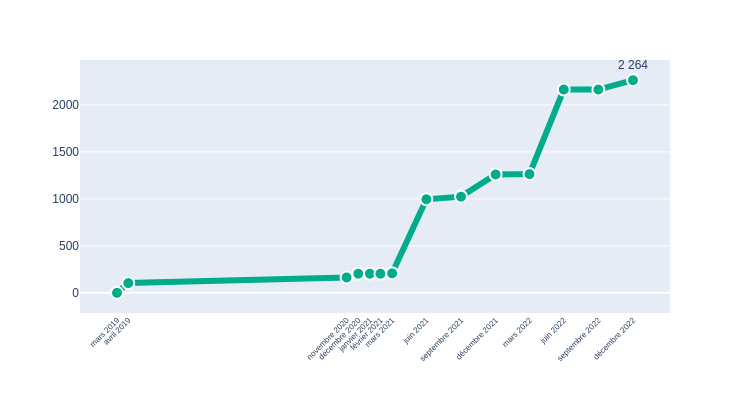 2 264
2000
1500
1000
500
0
mars 2019
avril 2019
novembre 2020
décembre 2020
janvier 2021
février 2021
mars 2021
juin 2021
septembre 2021
décembre 2021
mars 2022
juin 2022
septembre 2022
décembre 2022